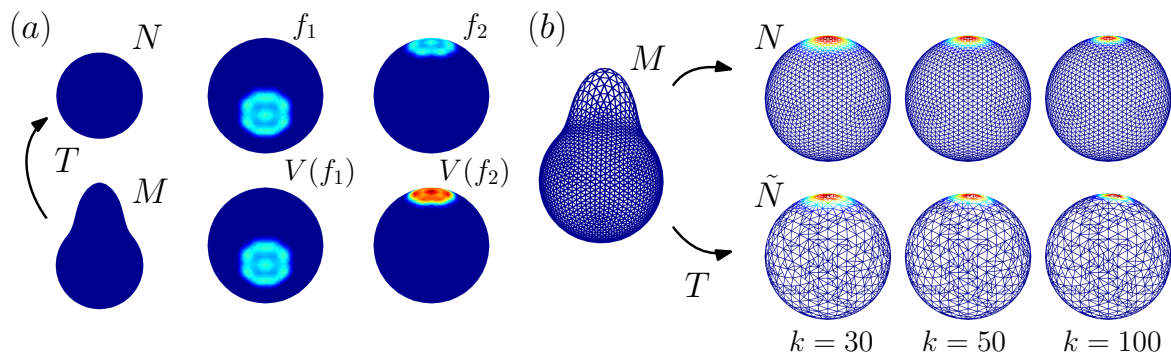 (a)
N
f₁
f₂
T
M
V(f₁)
V(f₂)
(b)
M
N
Ñ
T
k = 30
k = 50
k = 100